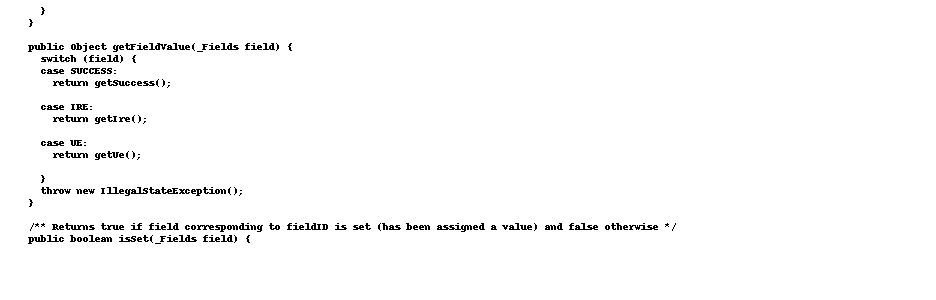 }
  }

  public Object getFieldValue(_Fields field) {
    switch (field) {
    case SUCCESS:
      return getSuccess();

    case IRE:
      return getIre();

    case UE:
      return getUe();

    }
    throw new IllegalStateException();
  }

  /** Returns true if field corresponding to fieldID is set (has been assigned a value) and false otherwise */
  public boolean isSet(_Fields field) {